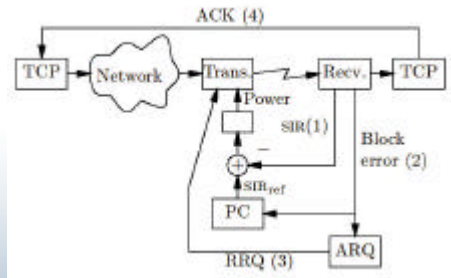 ACK (4)
TCP
Network
Trans.
Recv.
TCP
Power
SIR(1)
Block
error (2)
−
+
SIRref
PC
RRQ (3)
ARQ